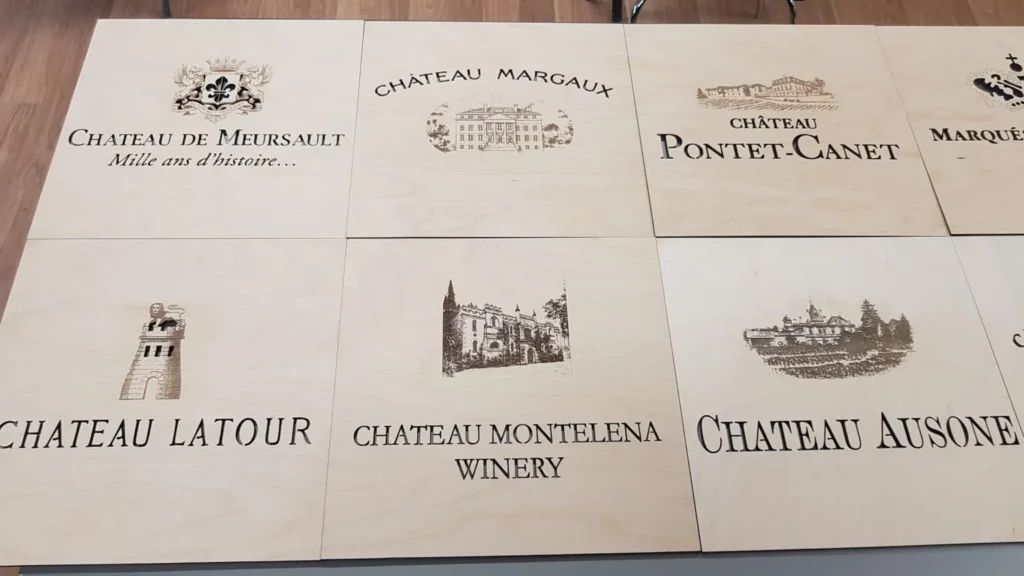 CHATEAU DE MEURSAULT
Mille ans d'histoire...
CHÂTEAU MARGAUX
CHÂTEAU
PONTET-CANET
CHATEAU LATOUR
CHATEAU MONTELENA
WINERY
CHATEAU AUSONE